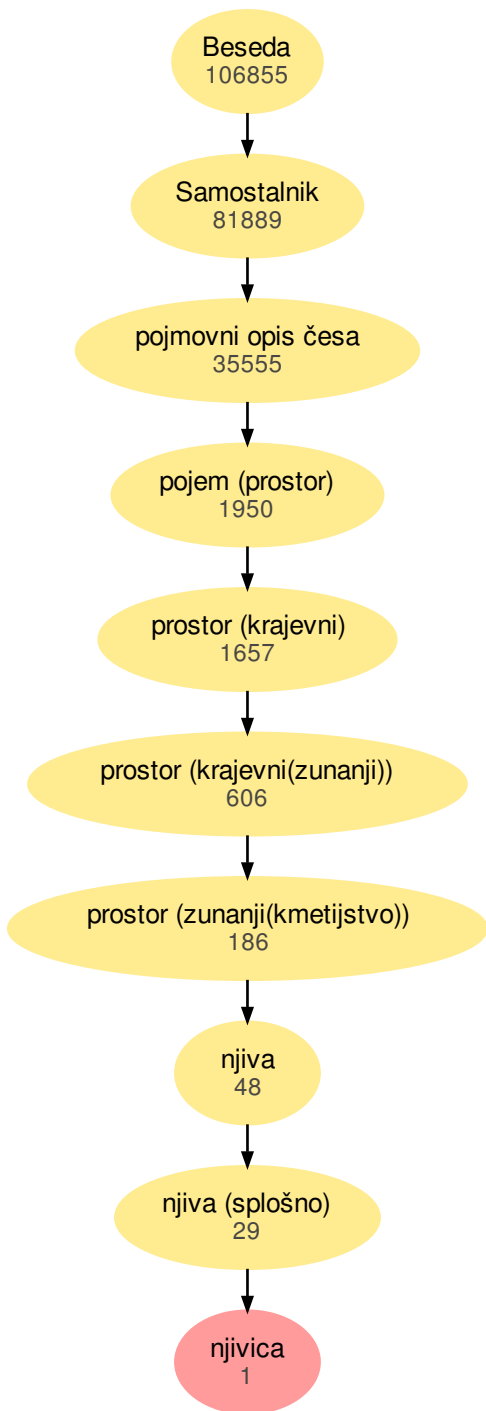 Beseda
106855
Samostalnik
81889
pojmovni opis česa
35555
pojem (prostor)
1950
prostor (krajevni)
1657
prostor (krajevni(zunanji))
606
prostor (zunanji(kmetijstvo))
186
njiva
48
njiva (splošno)
29
njivica
1